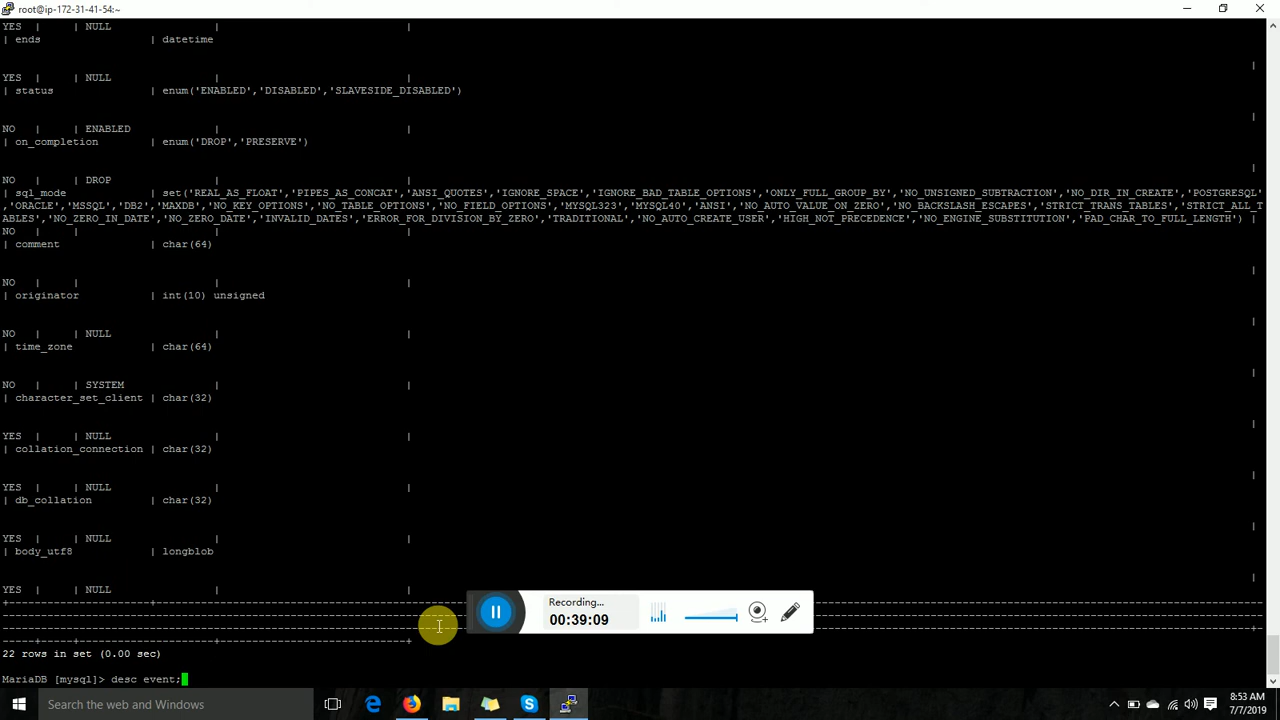 root@ip-172-31-41-54:~
YES | | NULL | |
| ends | datetime
|
YES | | NULL | |
| status | enum('ENABLED','DISABLED','SLAVESIDE_DISABLED')
|
NO | | ENABLED | |
| on_completion | enum('DROP','PRESERVE')
|
NO | | DROP | |
| sql_mode | set('REAL_AS_FLOAT','PIPES_AS_CONCAT','ANSI_QUOTES','IGNORE_SPACE','IGNORE_BAD_TABLE_OPTIONS','ONLY_FULL_GROUP_BY','NO_UNSIGNED_SUBTRACTION','NO_DIR_IN_CREATE','POSTGRESQL'
,'ORACLE','MSSQL','DB2','MAXDB','NO_KEY_OPTIONS','NO_TABLE_OPTIONS','NO_FIELD_OPTIONS','MYSQL323','MYSQL40','ANSI','NO_AUTO_VALUE_ON_ZERO','NO_BACKSLASH_ESCAPES','STRICT_TRANS_TABLES','STRICT_ALL_T
ABLES','NO_ZERO_IN_DATE','NO_ZERO_DATE','INVALID_DATES','ERROR_FOR_DIVISION_BY_ZERO','TRADITIONAL','NO_AUTO_CREATE_USER','HIGH_NOT_PRECEDENCE','NO_ENGINE_SUBSTITUTION','PAD_CHAR_TO_FULL_LENGTH') |
NO | | | |
| comment | char(64)
|
NO | | | |
| originator | int(10) unsigned
|
NO | | NULL | |
| time_zone | char(64)
|
NO | | SYSTEM | |
| character_set_client | char(32)
|
YES | | NULL | |
| collation_connection | char(32)
|
YES | | NULL | |
| db_collation | char(32)
|
YES | | NULL | |
| body_utf8 | longblob
YES | | NULL | |
Recording...
00:39:09
22 rows in set (0.00 sec)
MariaDB [mysql]> desc event;
Search the web and Windows
8:53 AM
7/7/2019